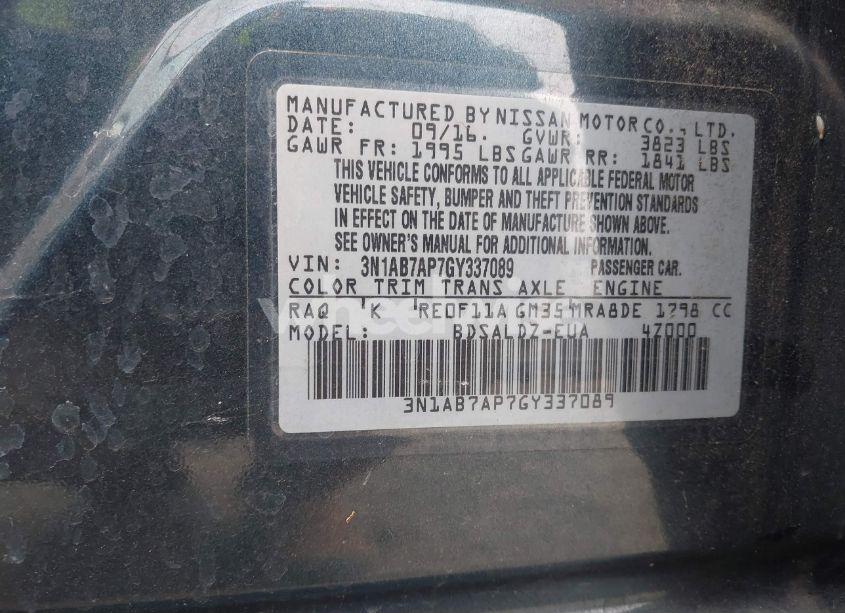 MANUFACTURED BY NISSAN MOTOR CO., LTD.
DATE: 09/16. GVWR: 3823 LBS
GAWR FR: 1995 LBS GAWR RR: 1841 LBS
THIS VEHICLE CONFORMS TO ALL APPLICABLE FEDERAL MOTOR
VEHICLE SAFETY, BUMPER AND THEFT PREVENTION STANDARDS
IN EFFECT ON THE DATE OF MANUFACTURE SHOWN ABOVE.
SEE OWNER'S MANUAL FOR ADDITIONAL INFORMATION.
VIN: 3N1AB7AP7GY337089 PASSENGER CAR.
COLOR TRIM TRANS AXLE ENGINE
RAQ K RE0F11A GM35 MRA8DE 1798 CC
MODEL: BDSALDZ-EUA 4Z000
3N1AB7AP7GY337089